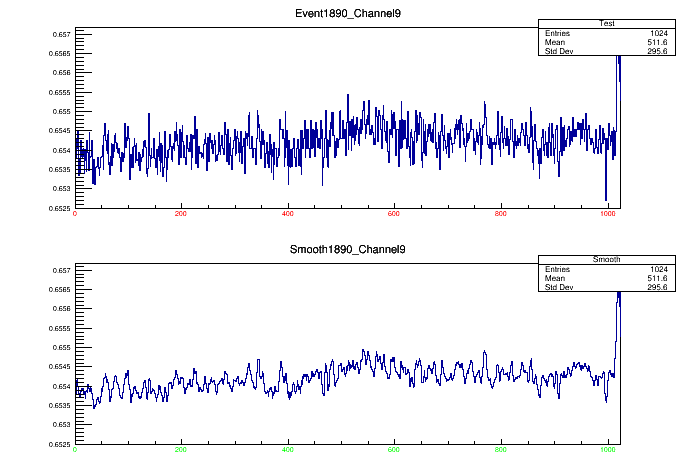 Event1890_Channel9
Test
Entries 1024
Mean 511.6
Std Dev 295.6
0.657
0.6565
0.656
0.6555
0.655
0.6545
0.654
0.6535
0.653
0.6525
0 200 400 600 800 1000
Smooth1890_Channel9
Smooth
Entries 1024
Mean 511.6
Std Dev 295.6
0.657
0.6565
0.656
0.6555
0.655
0.6545
0.654
0.6535
0.653
0.6525
0 200 400 600 800 1000